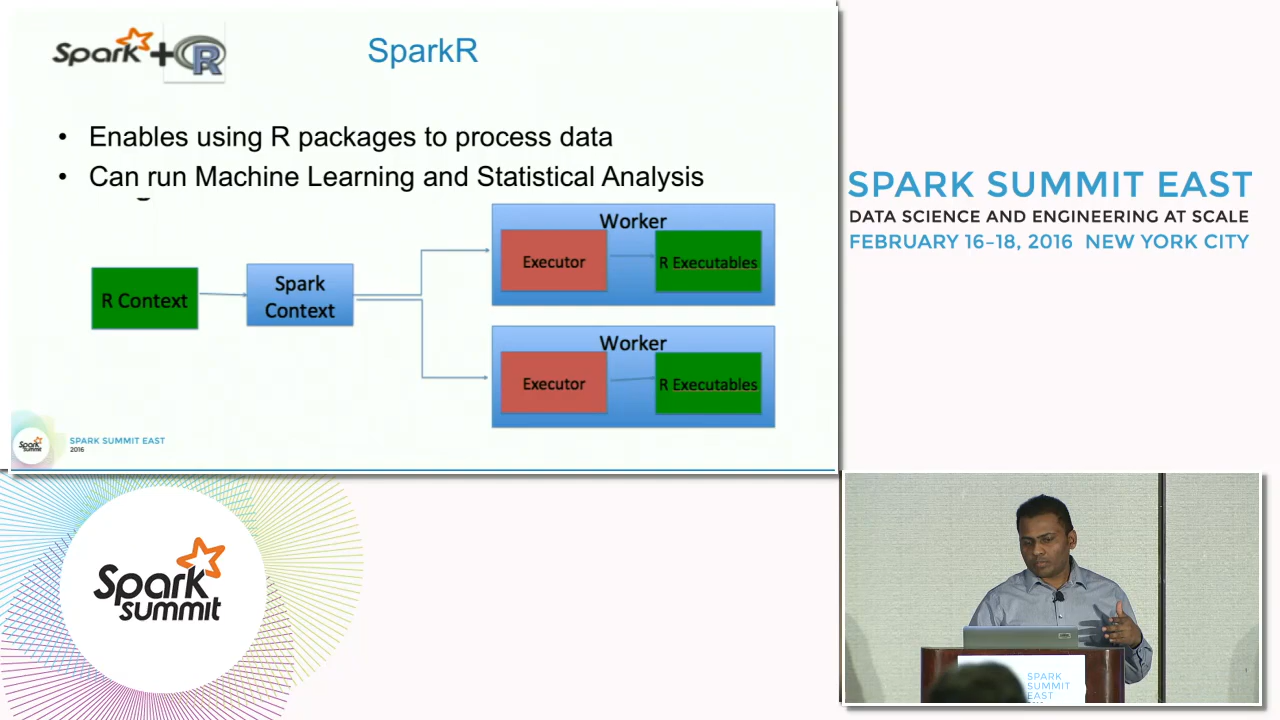 Spark+R
SparkR
• Enables using R packages to process data
• Can run Machine Learning and Statistical Analysis
R Context
Spark
Context
Worker
Executor
R Executables
Worker
Executor
R Executables
Spark
Summit
SPARK SUMMIT EAST
2016
SPARK SUMMIT EAST
DATA SCIENCE AND ENGINEERING AT SCALE
FEBRUARY 16–18, 2016 NEW YORK CITY
Spark
summit
SPARK
SUMMIT
EAST